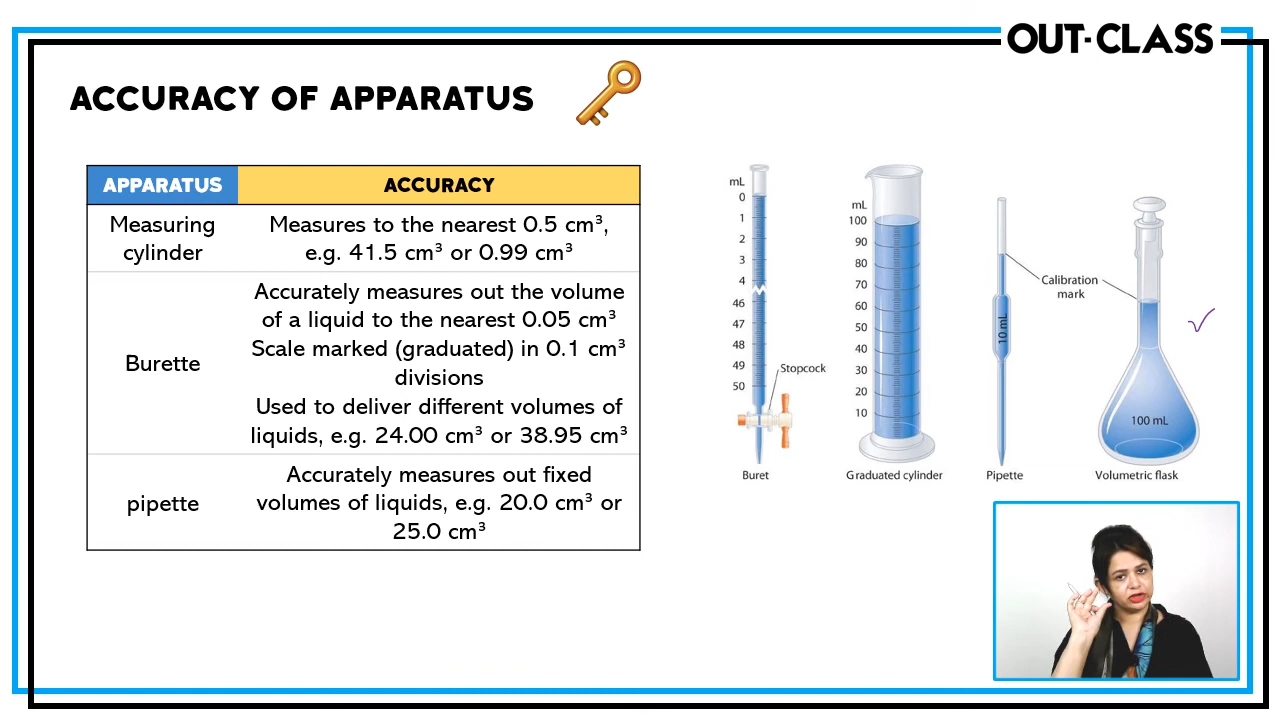 OUT-CLASS
ACCURACY OF APPARATUS
APPARATUS
ACCURACY
Measuring
cylinder
Measures to the nearest 0.5 cm³,
e.g. 41.5 cm³ or 0.99 cm³
Burette
Accurately measures out the volume
of a liquid to the nearest 0.05 cm³
Scale marked (graduated) in 0.1 cm³
divisions
Used to deliver different volumes of
liquids, e.g. 24.00 cm³ or 38.95 cm³
pipette
Accurately measures out fixed
volumes of liquids, e.g. 20.0 cm³ or
25.0 cm³
mL
0
1
2
3
4
46
47
48
49
50
Stopcock
Buret
mL
100
90
80
70
60
50
40
30
20
10
Graduated cylinder
10 mL
Pipette
Calibration
mark
100 mL
Volumetric flask